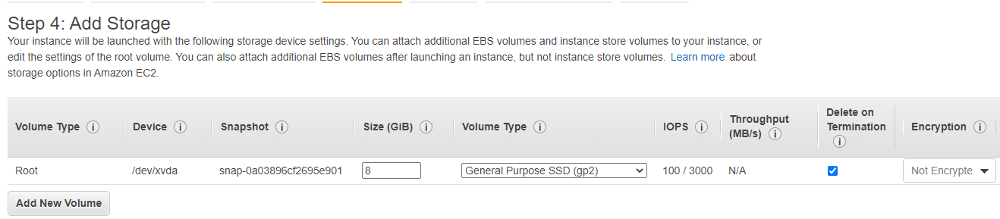 Step 4: Add Storage
Your instance will be launched with the following storage device settings. You can attach additional EBS volumes and instance store volumes to your instance, or
edit the settings of the root volume. You can also attach additional EBS volumes after launching an instance, but not instance store volumes. Learn more about
storage options in Amazon EC2.
Volume Type i Device i Snapshot i Size (GiB) i Volume Type i IOPS i Throughput (MB/s) i Delete on Termination i Encryption i
Root /dev/xvda snap-0a03896cf2695e901 8 General Purpose SSD (gp2) 100 / 3000 N/A Not Encrypte
Add New Volume